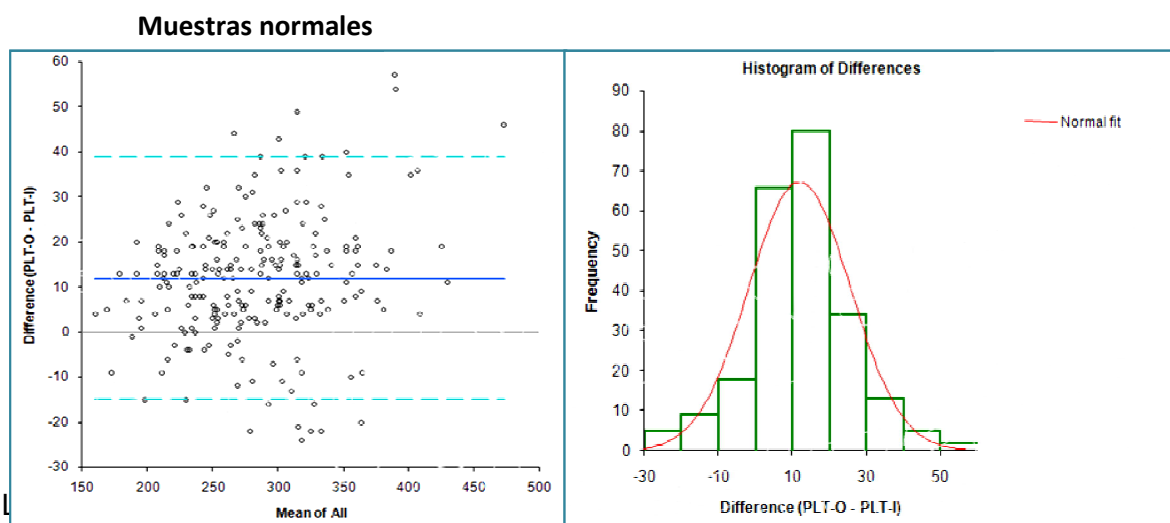 Muestras normales
60
50
40
30
20
10
0
-10
-20
-30
150 200 250 300 350 400 450 500
Difference (PLT-O - PLT-I)
Mean of All
Histogram of Differences
90
80
70
60
50
40
30
20
10
0
-30 -10 10 30 50
Frequency
Difference (PLT-O - PLT-I)
Normal fit
L